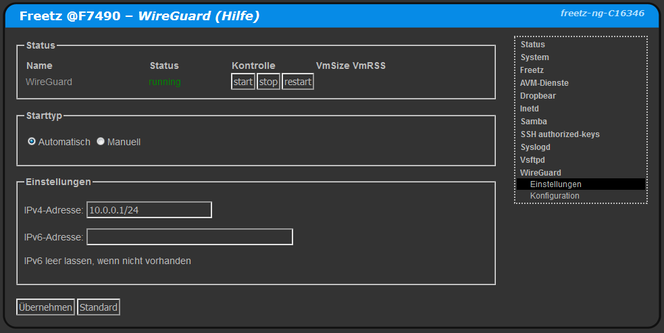 Freetz @F7490 – WireGuard (Hilfe)
freetz-ng-C16346
Status
Name Status Kontrolle VmSize VmRSS
WireGuard running start stop restart
Starttyp
Automatisch Manuell
Einstellungen
IPv4-Adresse: 10.0.0.1/24
IPv6-Adresse:
IPv6 leer lassen, wenn nicht vorhanden
Übernehmen Standard
Status
System
Freetz
AVM-Dienste
Dropbear
Inetd
Samba
SSH authorized-keys
Syslogd
Vsftpd
WireGuard
Einstellungen
Konfiguration